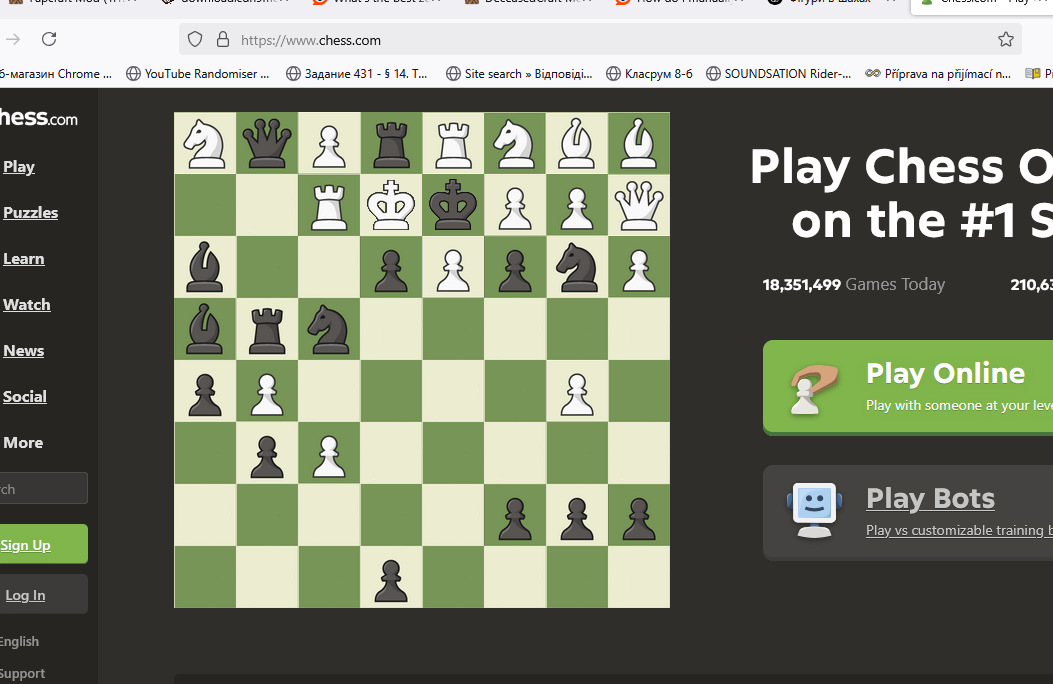 https://www.chess.com
б-магазин Chrome ...
YouTube Randomiser ...
Задание 431 - § 14. Т...
Site search » Відповіді...
Класрум 8-6
SOUNDSATION Rider-...
Příprava na přijímací n...
hess.com
Play
Puzzles
Learn
Watch
News
Social
More
rch
Sign Up
Log In
English
Support
Play Chess O
on the #1 S
18,351,499 Games Today
210,63
Play Online
Play with someone at your leve
Play Bots
Play vs customizable training b